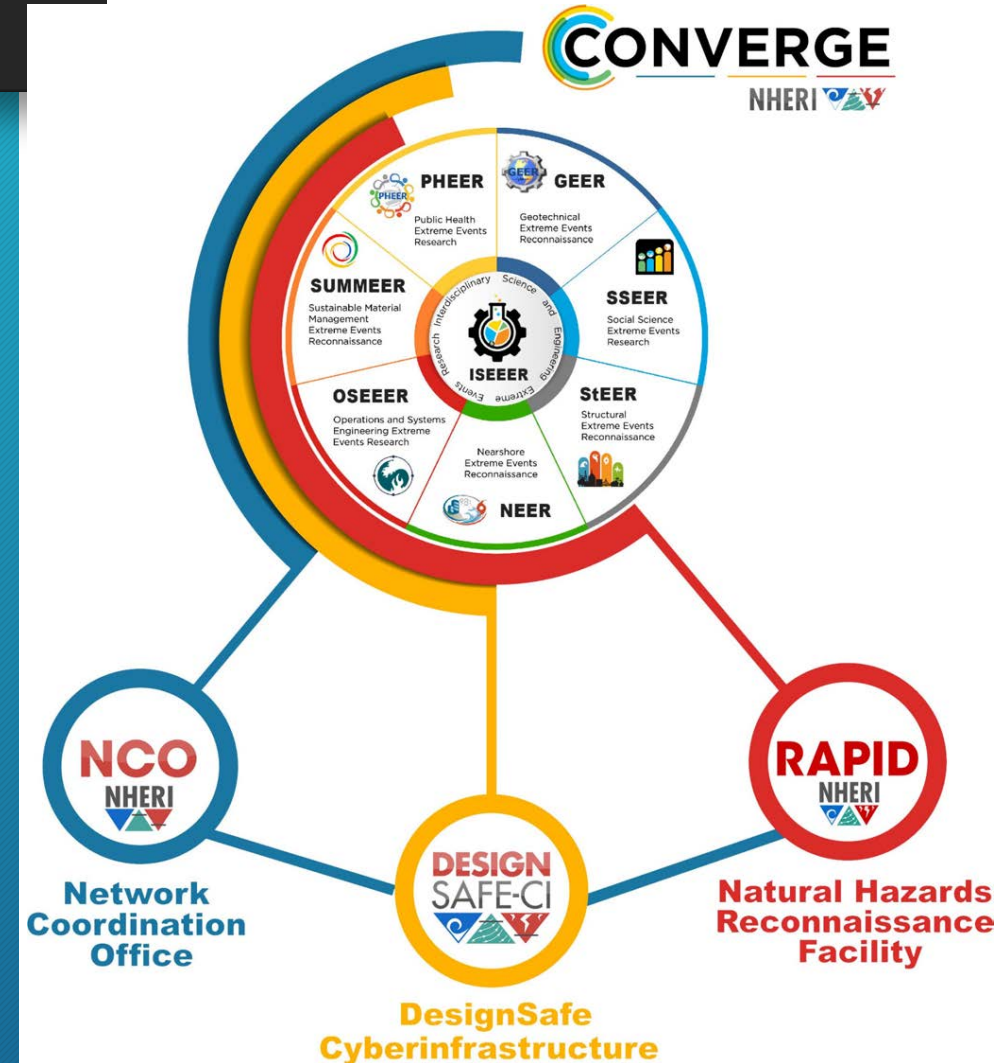 CONVERGE
NHERI
PHEER
PHEER
Public Health
Extreme Events
Research
GEER
GEER
Geotechnical
Extreme Events
Reconnaissance
SUMMEER
Sustainable Material
Management
Extreme Events
Reconnaissance
SSEER
Social Science
Extreme Events
Research
Interdisciplinary Science and Engineering Extreme Events Research
ISEEER
OSEEER
Operations and Systems
Engineering Extreme
Events Research
StEER
Structural
Extreme Events
Reconnaissance
Nearshore
Extreme Events
Reconnaissance
NEER
NCO
NHERI
Network
Coordination
Office
DESIGN
SAFE-CI
DesignSafe
Cyberinfrastructure
RAPID
NHERI
Natural Hazards
Reconnaissance
Facility